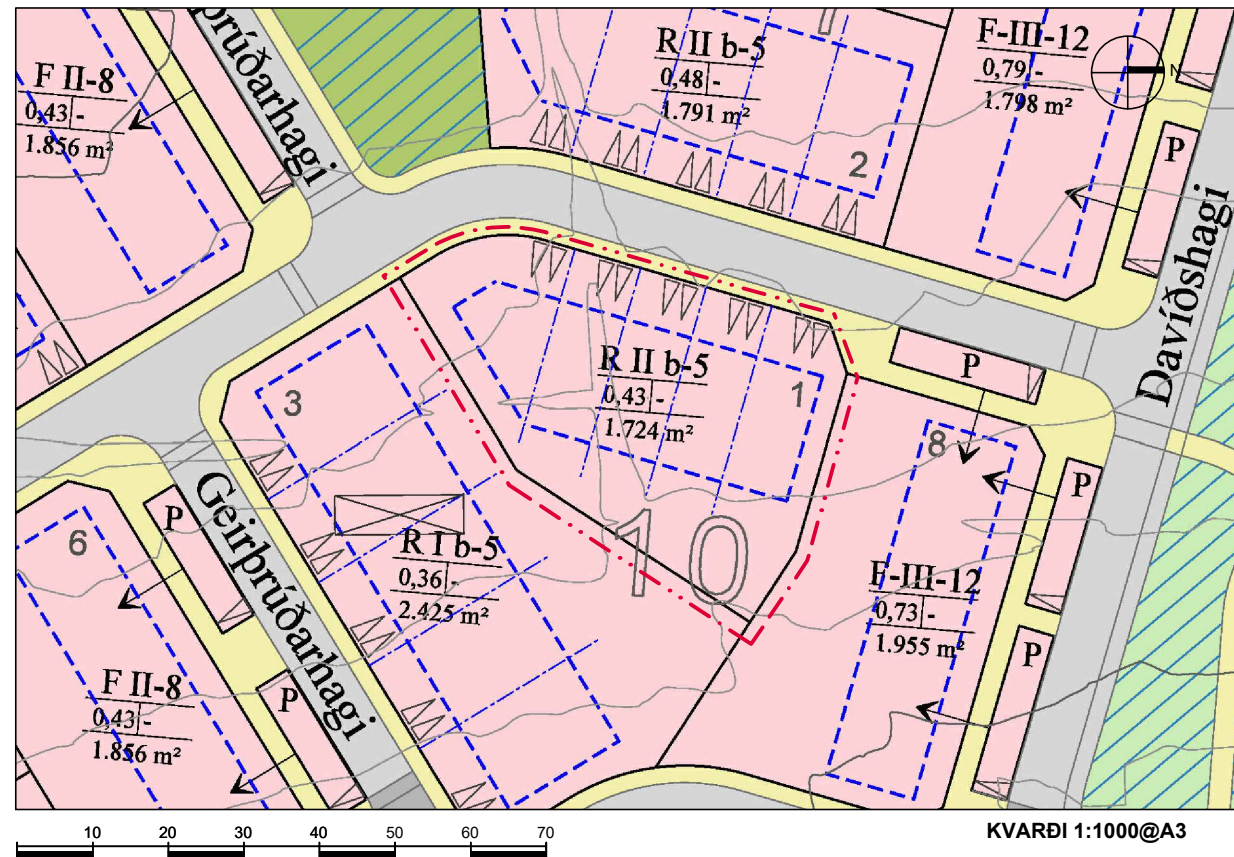 þrúðarhagi
R II b-5
0,48 -
1.791 m²
2
F-III-12
0,79 -
1.798 m²
N
P
F II-8
0,43 -
1.856 m²
Davíðshagi
R II b-5
0,43 -
1.724 m²
1
P
3
8
P
10
Geirþrúðarhagi
P
6
R I b-5
0,36 -
2.425 m²
F-III-12
0,73 -
1.955 m²
P
F II-8
0,43 -
1.856 m²
P
10 20 30 40 50 60 70
KVARÐI 1:1000@A3